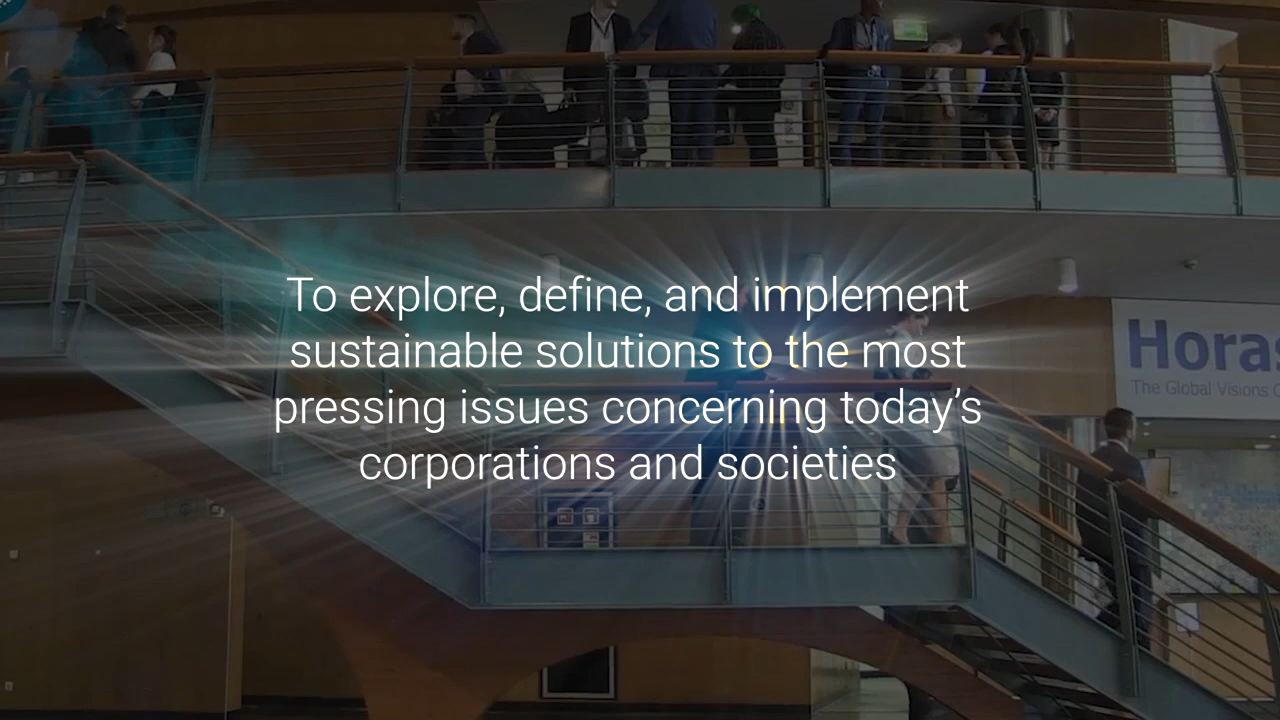 To explore, define, and implement
sustainable solutions to the most
pressing issues concerning today’s
corporations and societies
Horas
The Global Visions